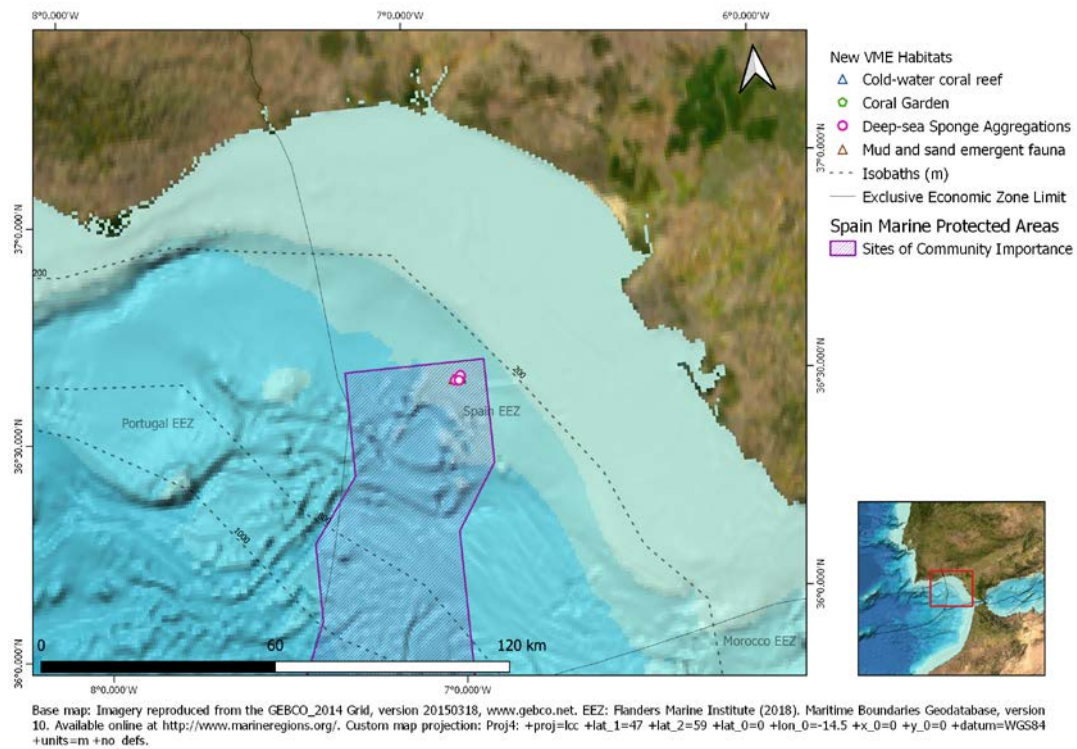 8°0.000'W 7°0.000'W 6°0.000'W
New VME Habitats
Cold-water coral reef
Coral Garden
Deep-sea Sponge Aggregations
Mud and sand emergent fauna
Isobaths (m)
Exclusive Economic Zone Limit
Spain Marine Protected Areas
Sites of Community Importance
37°0.000'N
37°0.000'N
200
36°30.000'N
200
Spain EEZ
Portugal EEZ
36°30.000'N
1000
36°0.000'N
Morocco EEZ
0 60 120 km
36°0.000'N
8°0.000'W 7°0.000'W
Base map: Imagery reproduced from the GEBCO_2014 Grid, version 20150318, www.gebco.net. EEZ: Flanders Marine Institute (2018). Maritime Boundaries Geodatabase, version
10. Available online at http://www.marineregions.org/. Custom map projection: Proj4: +proj=lcc +lat_1=47 +lat_2=59 +lat_0=0 +lon_0=-14.5 +x_0=0 +y_0=0 +datum=WGS84
+units=m +no_defs.